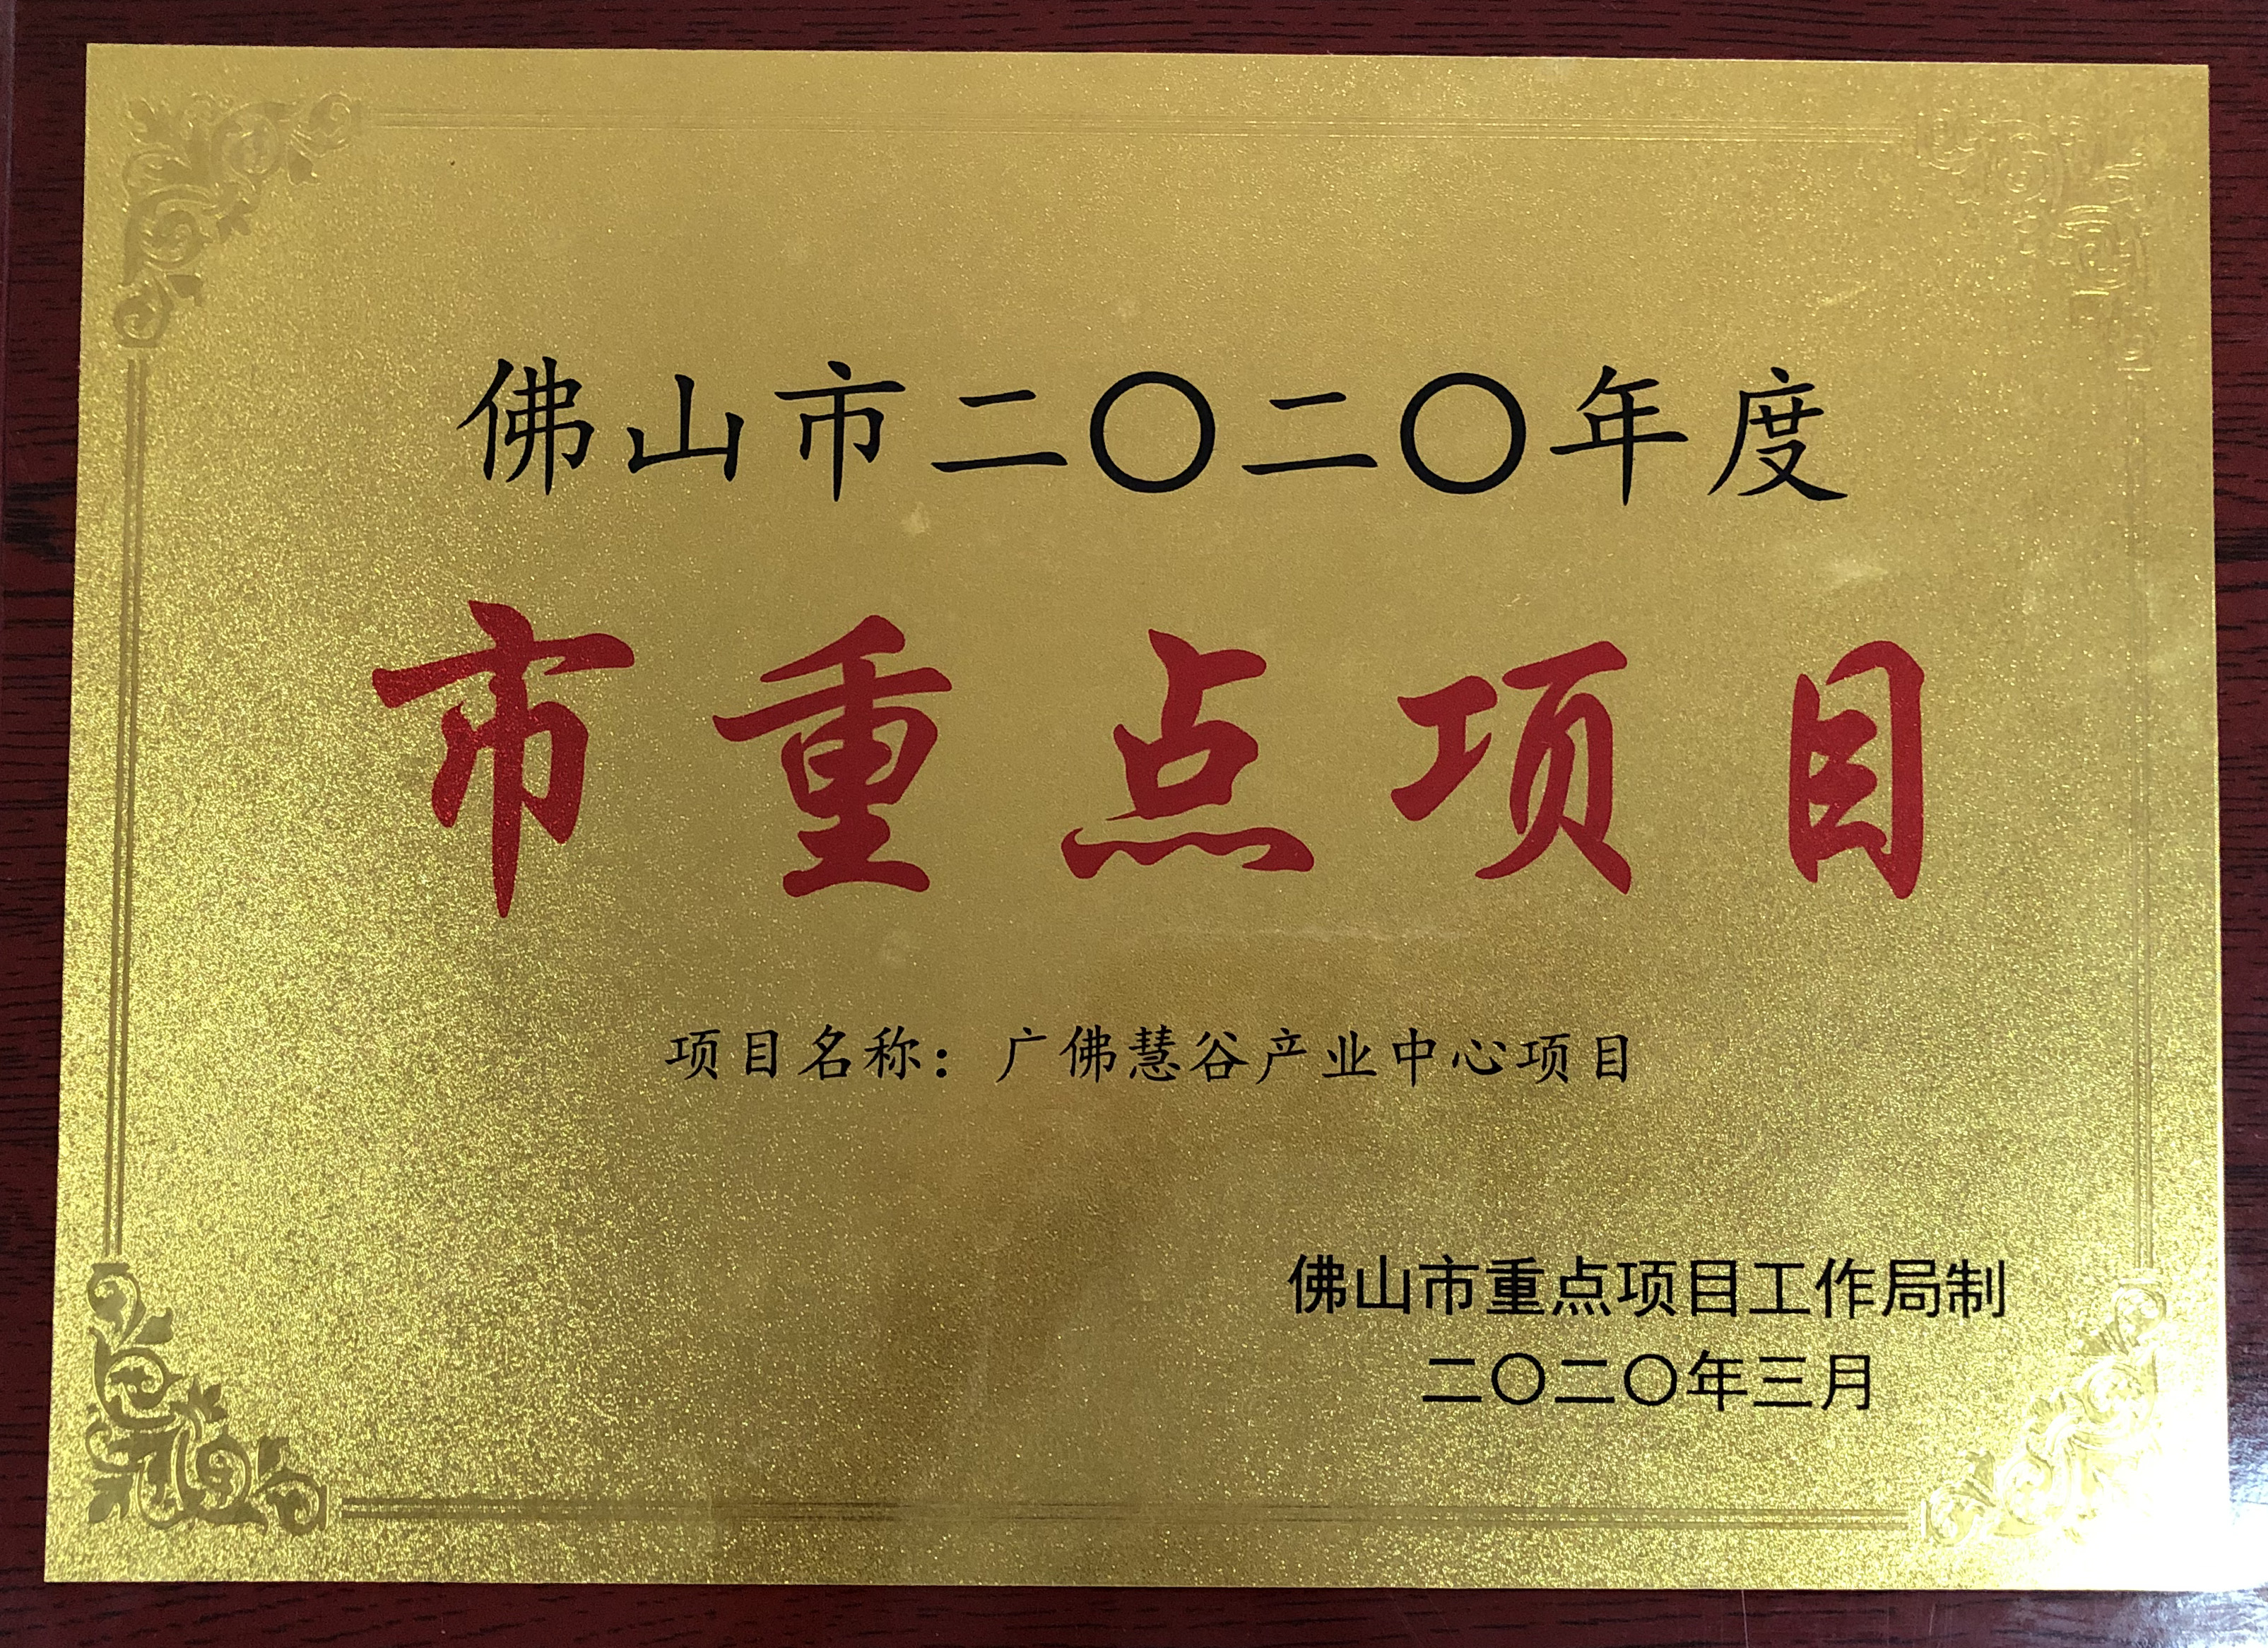 佛山市二〇二〇年度
市重点项目
项目名称：广佛慧谷产业中心项目
佛山市重点项目工作局制
二〇二〇年三月